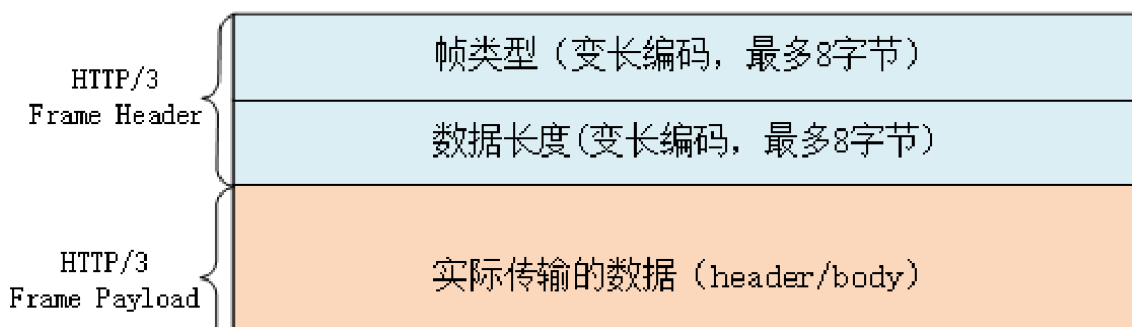 HTTP/3
Frame Header
帧类型（变长编码，最多8字节）
数据长度(变长编码，最多8字节)
HTTP/3
Frame Payload
实际传输的数据（header/body）